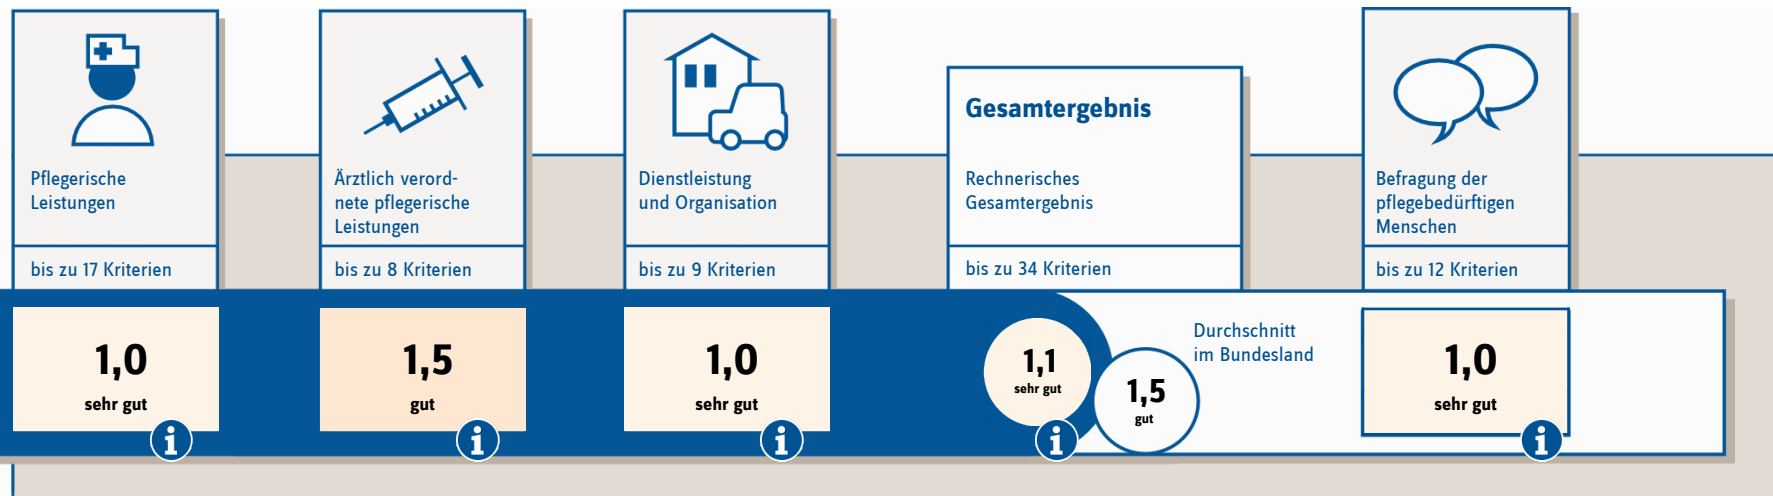 Pflegerische
Leistungen
bis zu 17 Kriterien
1,0
sehr gut
i
Ärztlich verord-
nete pflegerische
Leistungen
bis zu 8 Kriterien
1,5
gut
i
Dienstleistung
und Organisation
bis zu 9 Kriterien
1,0
sehr gut
i
Gesamtergebnis
Rechnerisches
Gesamtergebnis
bis zu 34 Kriterien
1,1
sehr gut
i
1,5
gut
Durchschnitt
im Bundesland
Befragung der
pflegebedürftigen
Menschen
bis zu 12 Kriterien
1,0
sehr gut
i